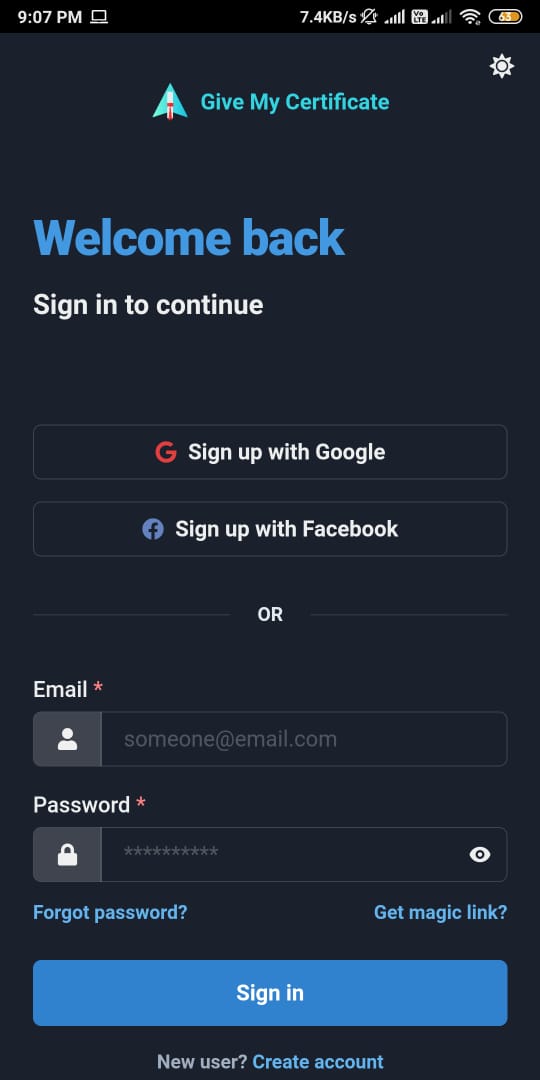 9:07 PM 7.4KB/s Vo LTE 63
Give My Certificate
Welcome back
Sign in to continue
Sign up with Google
Sign up with Facebook
OR
Email *
someone@email.com
Password *
**********
Forgot password? Get magic link?
Sign in
New user? Create account